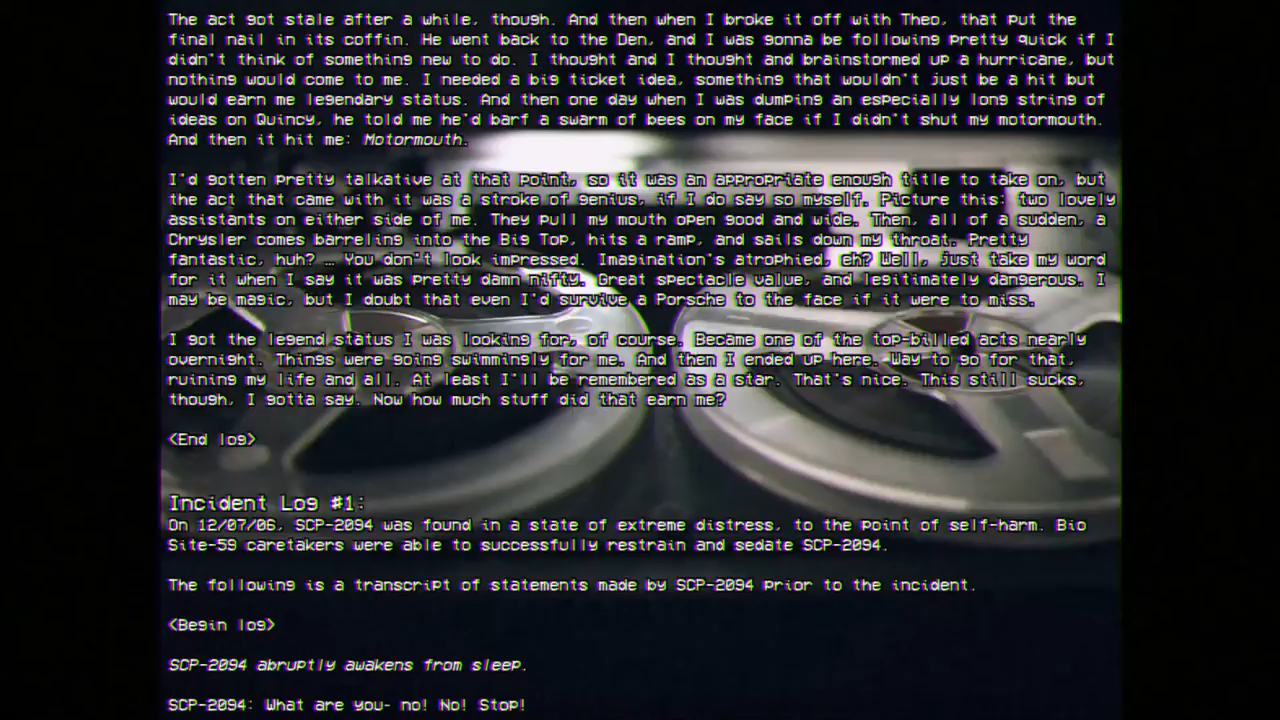 The act got stale after a while, though. And then when I broke it off with Theo, that put the
final nail in its coffin. He went back to the Den, and I was gonna be following pretty quick if I
didn't think of something new to do. I thought and I thought and brainstormed up a hurricane, but
nothing would come to me. I needed a big ticket idea, something that wouldn't just be a hit but
would earn me legendary status. And then one day when I was dumping an especially long string of
ideas on Quincy, he told me he'd barf a swarm of bees on my face if I didn't shut my motormouth.
And then it hit me: Motormouth.
I'd gotten pretty talkative at that point, so it was an appropriate enough title to take on, but
the act that came with it was a stroke of genius, if I do say so myself. Picture this: two lovely
assistants on either side of me. They pull my mouth open good and wide. Then, all of a sudden, a
Chrysler comes barreling into the Big Top, hits a ramp, and sails down my throat. Pretty
fantastic, huh? … You don't look impressed. Imagination's atrophied, eh? Well, just take my word
for it when I say it was pretty damn nifty. Great spectacle value, and legitimately dangerous. I
may be magic, but I doubt that even I'd survive a Porsche to the face if it were to miss.
I got the legend status I was looking for, of course. Became one of the top-billed acts nearly
overnight. Things were going swimmingly for me. And then I ended up here. Way to go for that,
ruining my life and all. At least I'll be remembered as a star. That's nice. This still sucks,
though, I gotta say. Now how much stuff did that earn me?
<End log>
Incident Log #1:
On 12/07/06, SCP-2094 was found in a state of extreme distress, to the point of self-harm. Bio
Site-59 caretakers were able to successfully restrain and sedate SCP-2094.
The following is a transcript of statements made by SCP-2094 prior to the incident.
<Begin log>
SCP-2094 abruptly awakens from sleep.
SCP-2094: What are you- no! No! Stop!